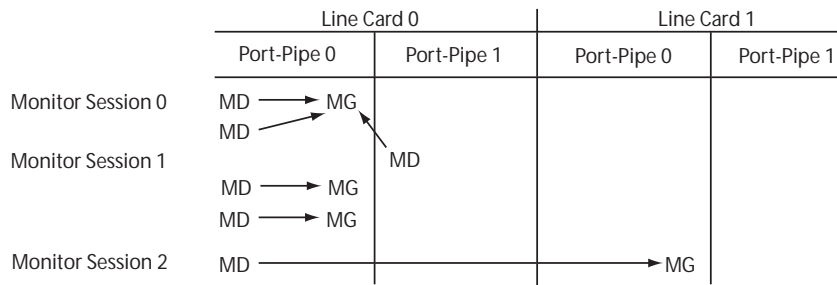 Line Card 0 Line Card 1
Port-Pipe 0 Port-Pipe 1 Port-Pipe 0 Port-Pipe 1
Monitor Session 0 MD MG
MD
Monitor Session 1 MD
MD MG
MD MG
Monitor Session 2 MD MG